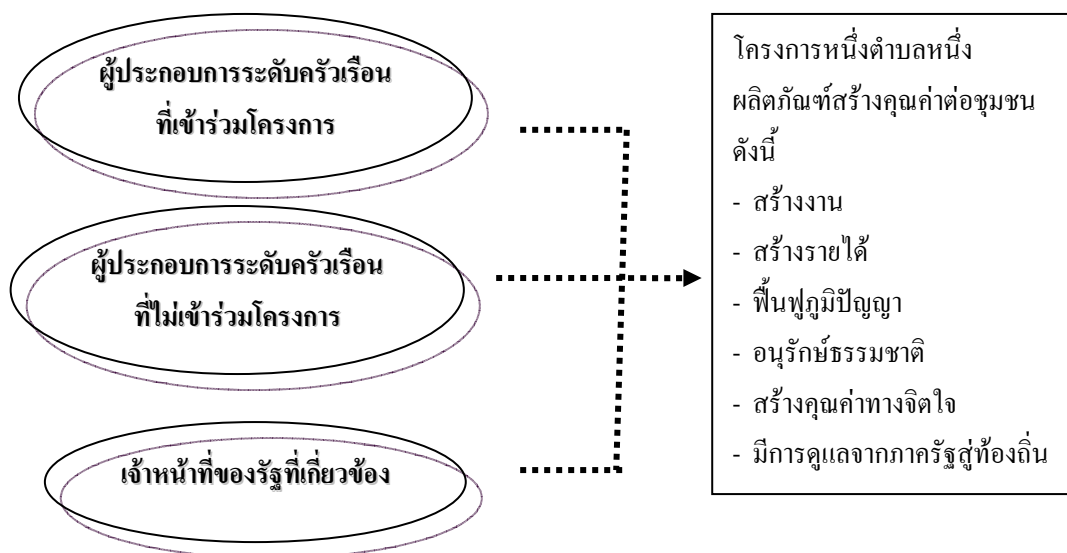 ผู้ประกอบการระดับครัวเรือน
ที่เข้าร่วมโครงการ
ผู้ประกอบการระดับครัวเรือน
ที่ไม่เข้าร่วมโครงการ
เจ้าหน้าที่ของรัฐที่เกี่ยวข้อง
โครงการหนึ่งตำบลหนึ่ง
ผลิตภัณฑ์สร้างคุณค่าต่อชุมชน
ดังนี้
- สร้างงาน
- สร้างรายได้
- ฟื้นฟูภูมิปัญญา
- อนุรักษ์ธรรมชาติ
- สร้างคุณค่าทางจิตใจ
- มีการดูแลจากภาครัฐสู่ท้องถิ่น